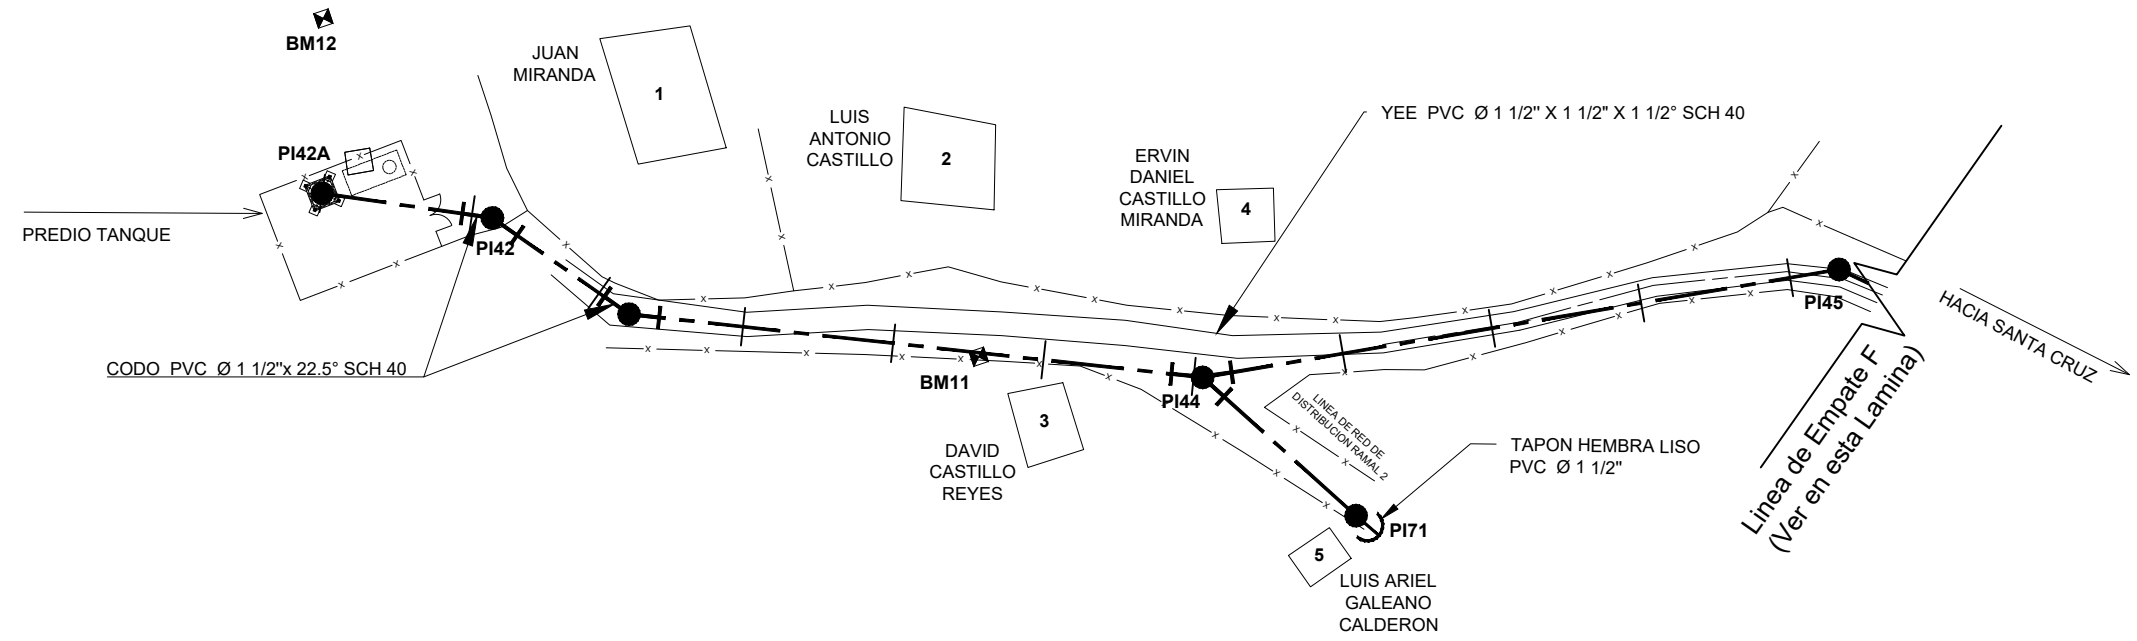 BM12
JUAN
MIRANDA
1
LUIS
ANTONIO
CASTILLO
2
YEE PVC Ø 1 1/2" X 1 1/2" X 1 1/2° SCH 40
ERVIN
DANIEL
CASTILLO
MIRANDA
4
PI42A
PREDIO TANQUE
PI42
CODO PVC Ø 1 1/2"x 22.5° SCH 40
BM11
3
DAVID
CASTILLO
REYES
PI44
LINEA DE RED DE
DISTRIBUCION RAMAL 2
TAPON HEMBRA LISO
PVC Ø 1 1/2"
PI71
5
LUIS ARIEL
GALEANO
CALDERON
PI45
HACIA SANTA CRUZ
Linea de Empate F
(Ver en esta Lamina)